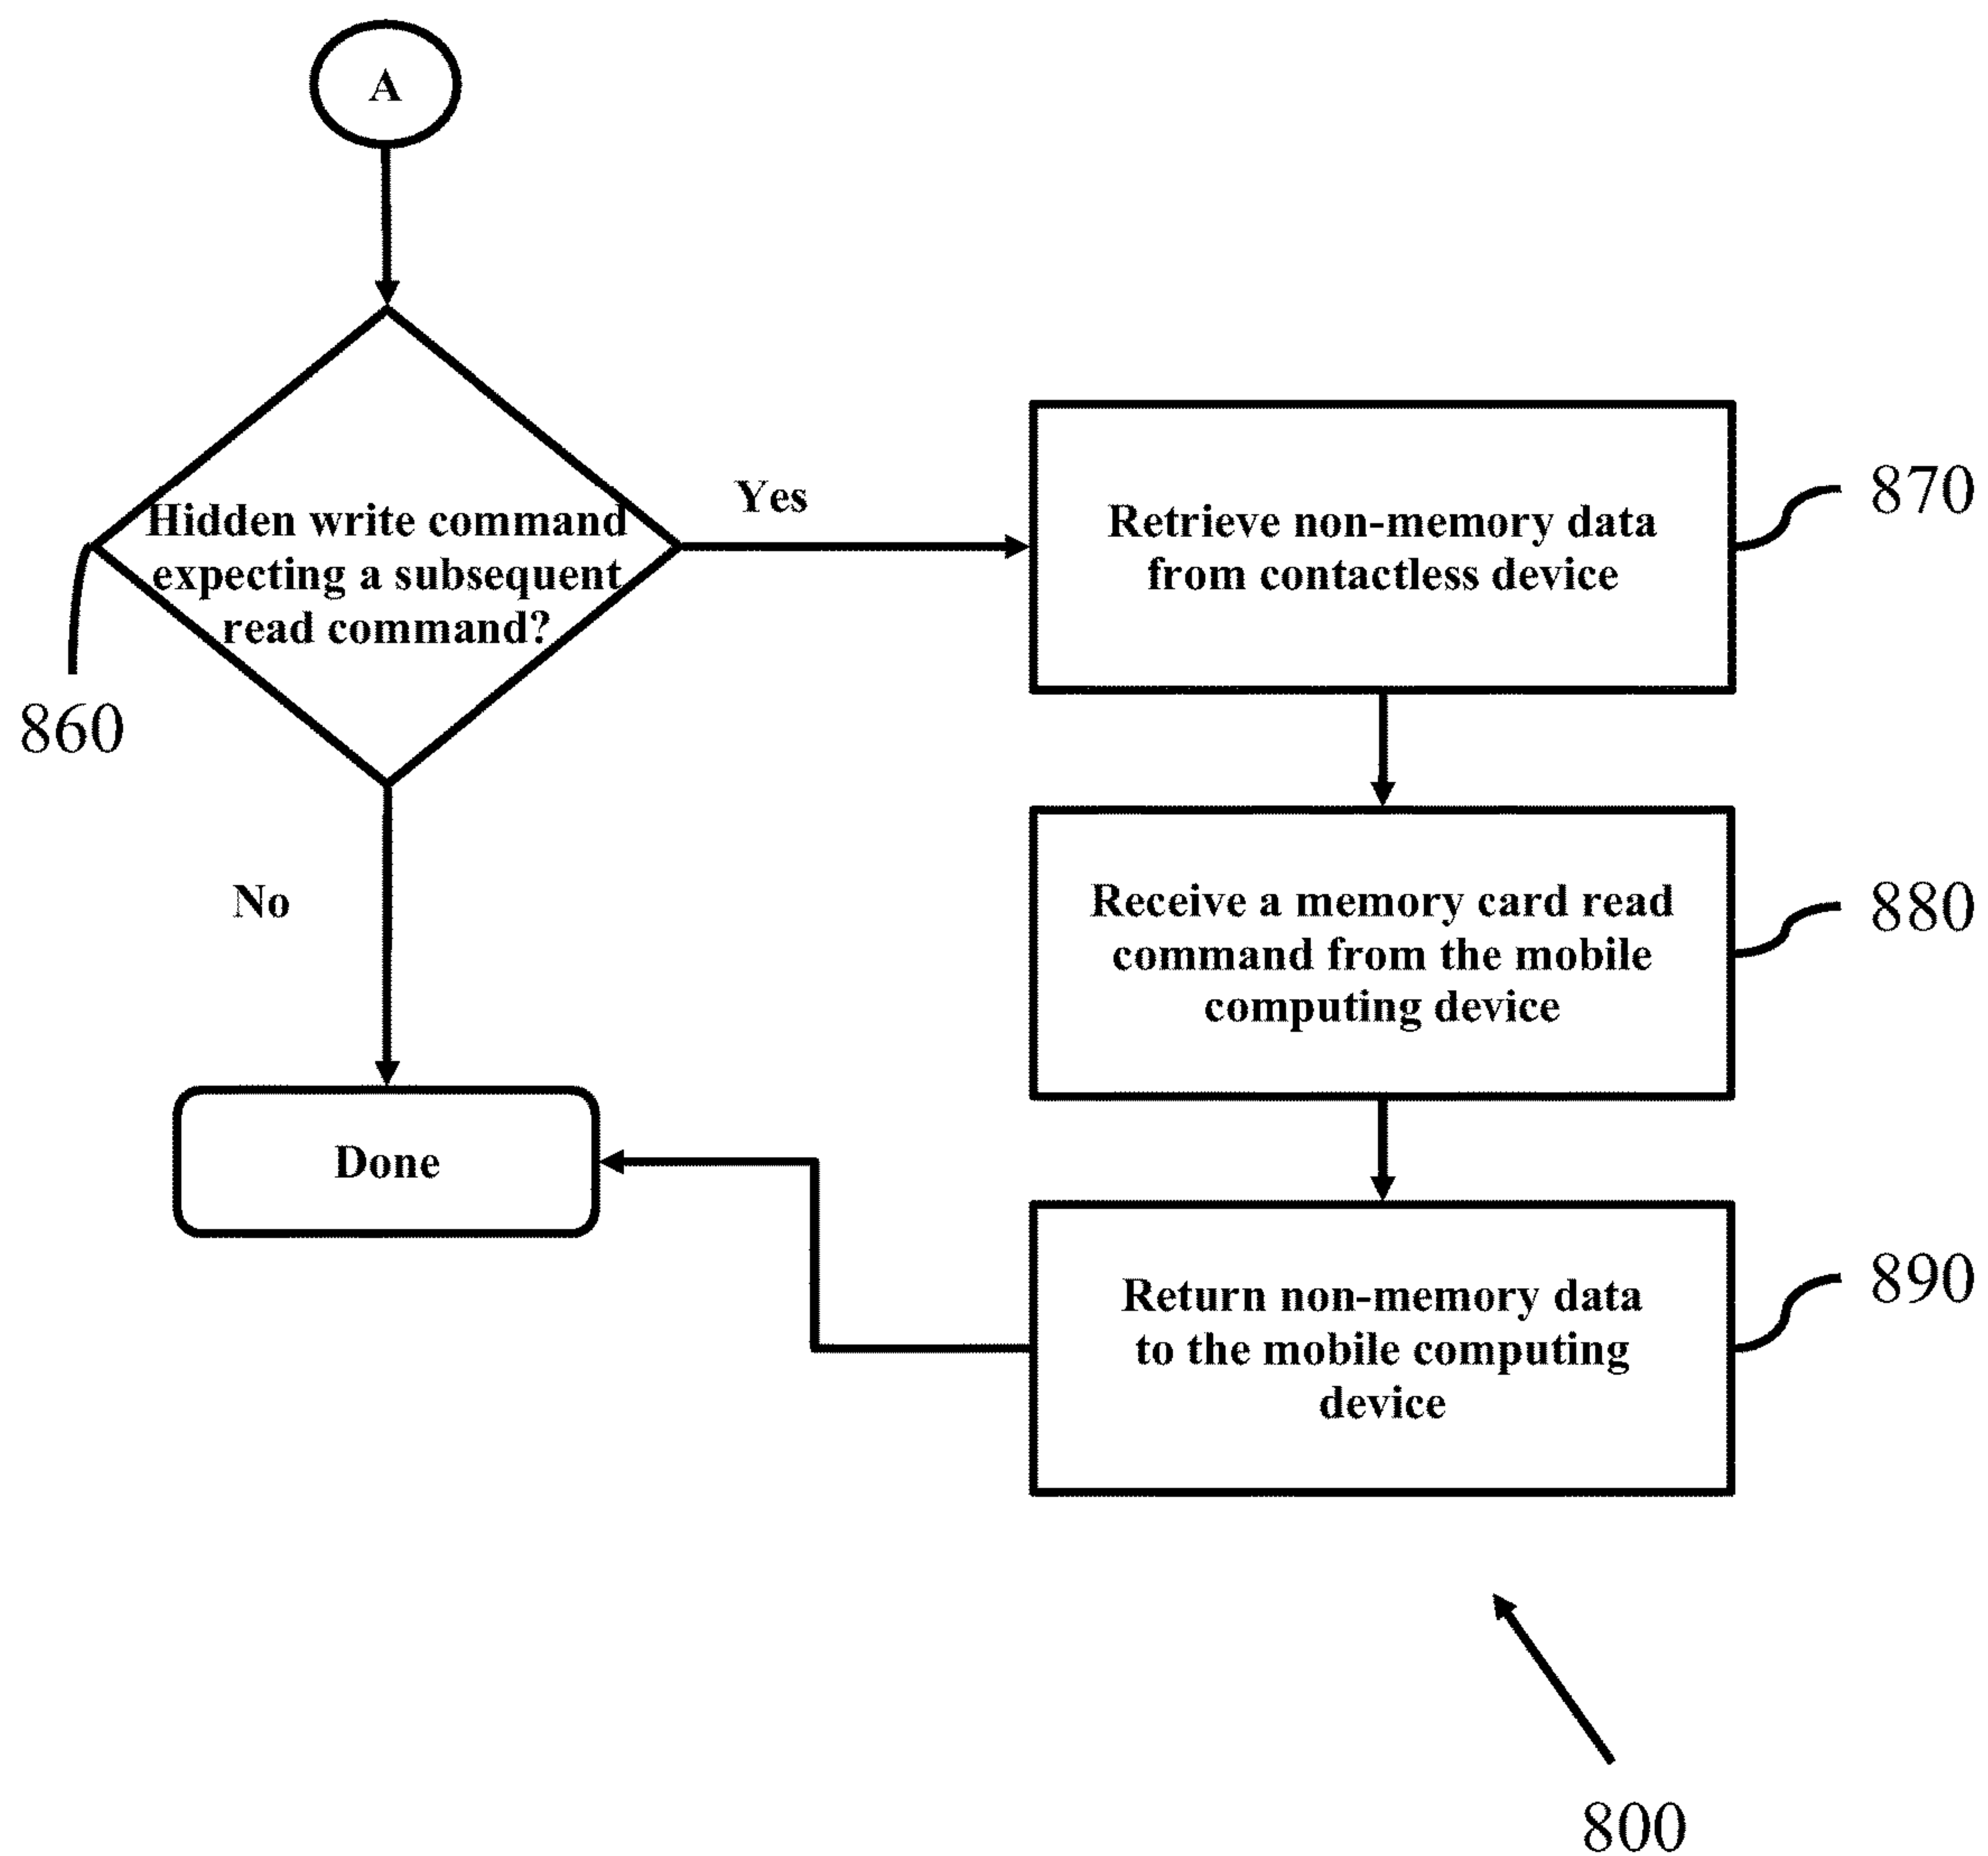 A
Hidden write command
expecting a subsequent
read command?
860
Yes
No
Retrieve non-memory data
from contactless device
870
Receive a memory card read
command from the mobile
computing device
880
Done
Return non-memory data
to the mobile computing
device
890
800